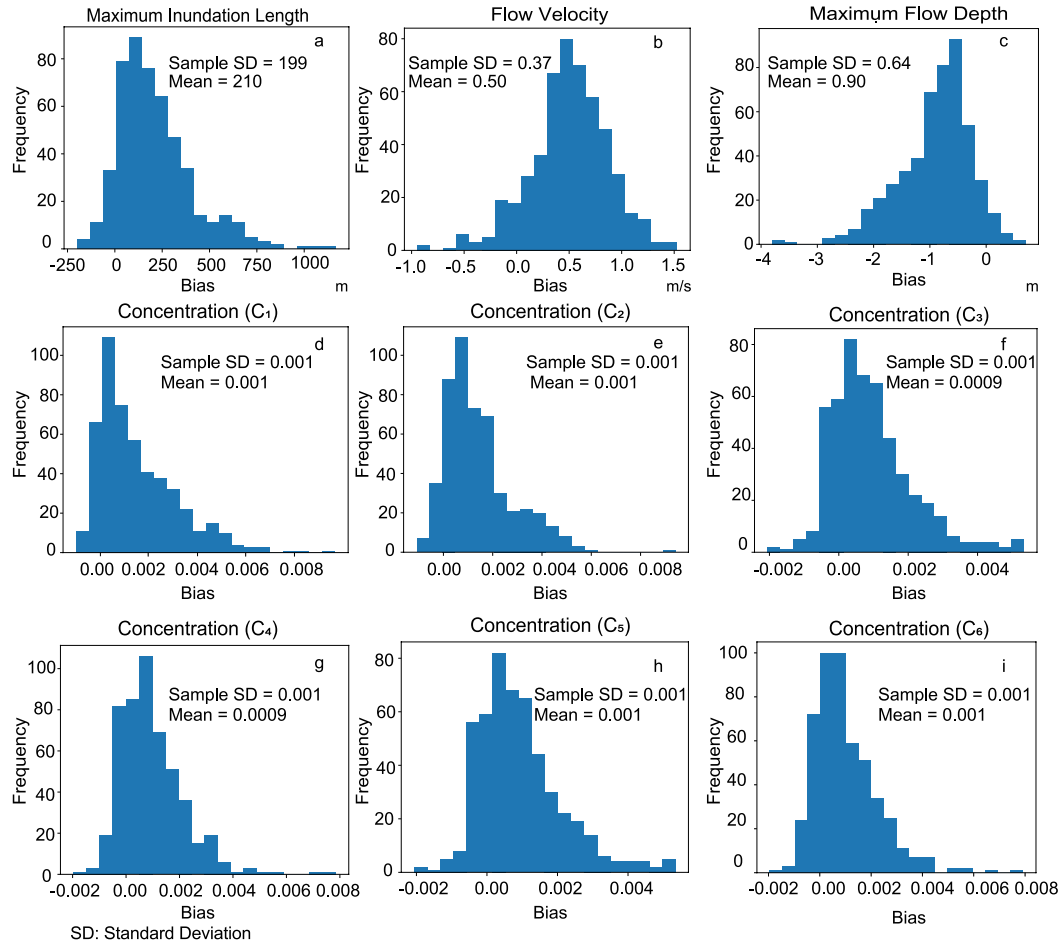 Maximum Inundation Length
a
Sample SD = 199
Mean = 210
Frequency
80
60
40
20
0
-250 0 250 500 750 1000
Bias
m
Flow Velocity
b
Sample SD = 0.37
Mean = 0.50
Frequency
80
60
40
20
0
-1.0 -0.5 0.0 0.5 1.0 1.5
Bias
m/s
Maximum Flow Depth
c
Sample SD = 0.64
Mean = 0.90
Frequency
80
60
40
20
0
-4 -3 -2 -1 0
Bias
m
Concentration (C₁)
d
Sample SD = 0.001
Mean = 0.001
Frequency
100
80
60
40
20
0
0.00 0.002 0.004 0.006 0.008
Bias
Concentration (C₂)
e
Sample SD = 0.001
Mean = 0.001
Frequency
100
80
60
40
20
0
0.00 0.002 0.004 0.006 0.008
Bias
Concentration (C₃)
f
Sample SD = 0.001
Mean = 0.0009
Frequency
80
60
40
20
0
-0.002 0.00 0.002 0.004
Bias
Concentration (C₄)
g
Sample SD = 0.001
Mean = 0.0009
Frequency
100
80
60
40
20
0
-0.002 0.00 0.002 0.004 0.006 0.008
Bias
Concentration (C₅)
h
Sample SD = 0.001
Mean = 0.001
Frequency
80
60
40
20
0
-0.002 0.00 0.002 0.004
Bias
Concentration (C₆)
i
Sample SD = 0.001
Mean = 0.001
Frequency
100
80
60
40
20
0
-0.002 0.00 0.002 0.004 0.006 0.008
Bias
SD: Standard Deviation